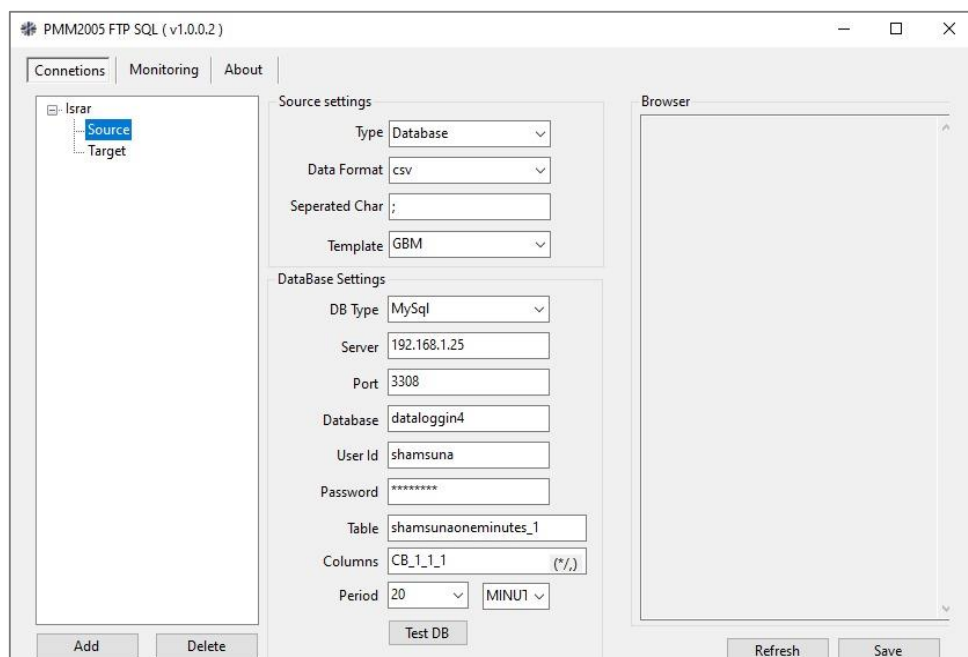 PMM2005 FTP SQL ( v1.0.0.2 )
Connetions Monitoring About
Israr
Source
Target
Source settings
Type Database
Data Format csv
Seperated Char ;
Template GBM
DataBase Settings
DB Type MySql
Server 192.168.1.25
Port 3308
Database dataloggin4
User Id shamsuna
Password ********
Table shamsunaoneminutes_1
Columns CB_1_1_1 (*/,)
Period 20 MINUT
Test DB
Add Delete
Browser
Refresh Save